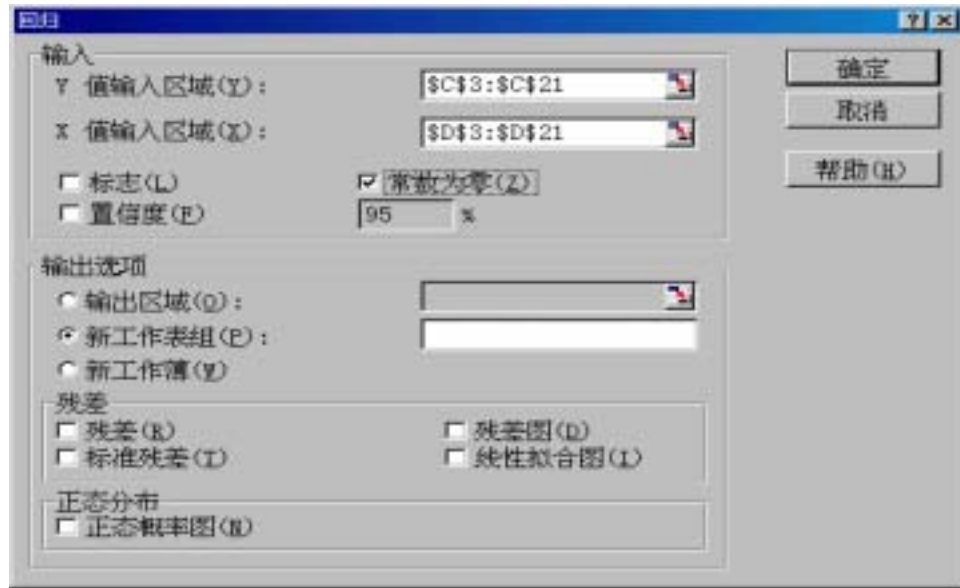 回归
输入
Y 值输入区域(Y): $C$3:$C$21
X 值输入区域(X): $D$3:$D$21
标志(L) 常数为零(Z)
置信度(F) 95 %
输出选项
输出区域(O):
新工作表组(P):
新工作薄(W)
残差
残差(R) 残差图(D)
标准残差(T) 线性拟合图(I)
正态分布
正态概率图(N)
确定
取消
帮助(H)